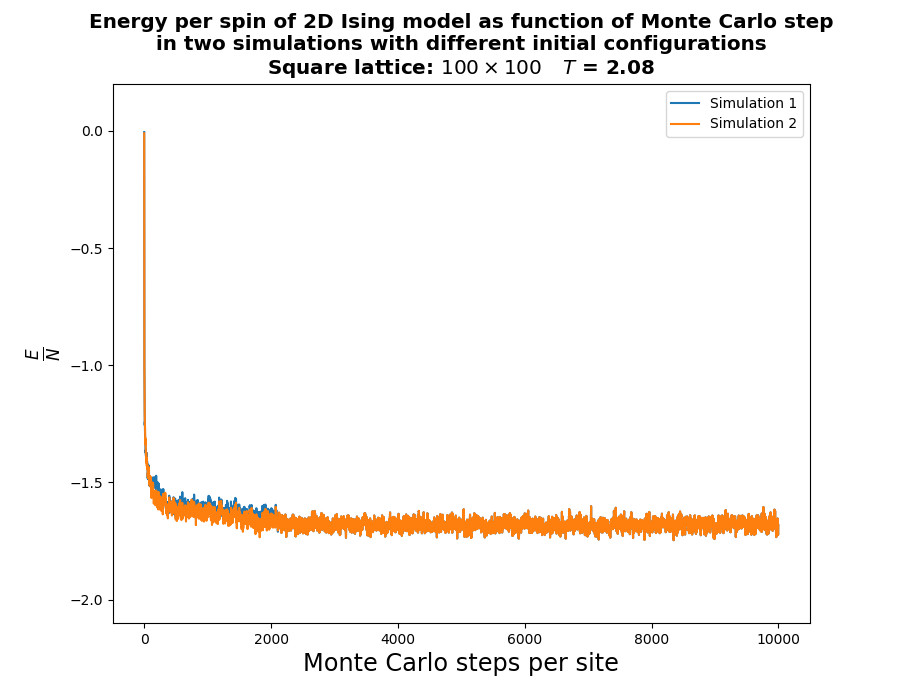 Energy per spin of 2D Ising model as function of Monte Carlo step
in two simulations with different initial configurations
Square lattice: 100 × 100 T = 2.08
Simulation 1
Simulation 2
0.0
−0.5
−1.0
−1.5
−2.0
E
N
0 2000 4000 6000 8000 10000
Monte Carlo steps per site